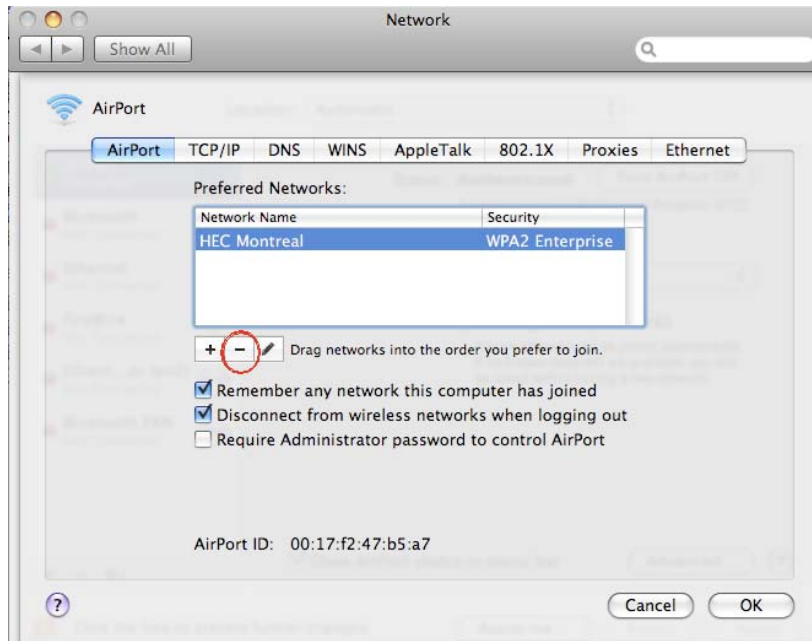 Network
Show All
AirPort
AirPort TCP/IP DNS WINS AppleTalk 802.1X Proxies Ethernet
Preferred Networks:
Network Name Security
HEC Montreal WPA2 Enterprise
+ − Drag networks into the order you prefer to join.
Remember any network this computer has joined
Disconnect from wireless networks when logging out
Require Administrator password to control AirPort
AirPort ID: 00:17:f2:47:b5:a7
? Cancel OK